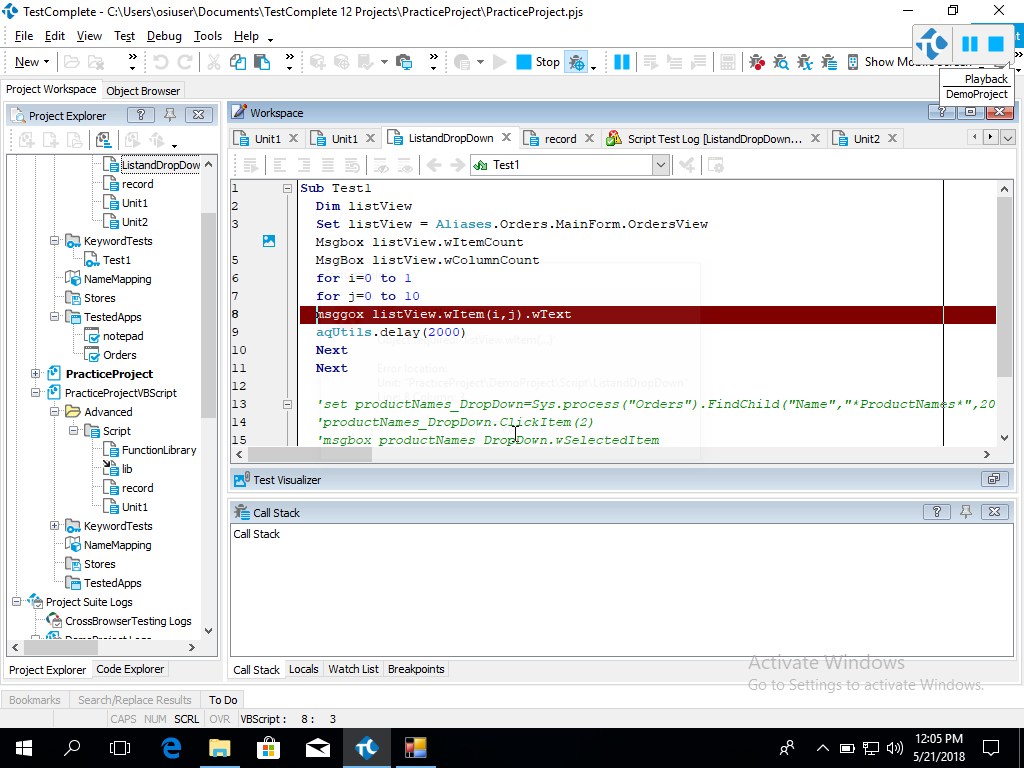 TestComplete - C:\Users\osiuser\Documents\TestComplete 12 Projects\PracticeProject\PracticeProject.pjs
File Edit View Test Debug Tools Help
New Stop Show Mo
Playback
DemoProject
Project Workspace Object Browser
Project Explorer
Workspace
Unit1 Unit1 ListandDropDown record Script Test Log [ListandDropDown... Unit2
Test1
ListandDropDow
record
Unit1
Unit2
KeywordTests
Test1
NameMapping
Stores
TestedApps
notepad
Orders
PracticeProject
PracticeProjectVBScript
Advanced
Script
FunctionLibrary
lib
record
Unit1
KeywordTests
NameMapping
Stores
TestedApps
Project Suite Logs
CrossBrowserTesting Logs
DemoProject Logs
1 Sub Test1
2 Dim listView
3 Set listView = Aliases.Orders.MainForm.OrdersView
Msgbox listView.wItemCount
5 MsgBox listView.wColumnCount
6 for i=0 to 1
7 for j=0 to 10
8 msggox listView.wItem(i,j).wText
9 aqUtils.delay(2000)
10 Next
11 Next
Error location:
Unit: "PracticeProject\DemoProject\Script\ListandDropDown"
12
13 'set productNames_DropDown=Sys.process("Orders").FindChild("Name","*ProductNames*",20
14 'productNames_DropDown.ClickItem(2)
15 'msgbox productNames_DropDown.wSelectedItem
Test Visualizer
Call Stack
Call Stack
Project Explorer Code Explorer
Call Stack Locals Watch List Breakpoints
Activate Windows
Go to Settings to activate Windows.
Bookmarks Search/Replace Results To Do
CAPS NUM SCRL OVR VBScript : 8 : 3
12:05 PM
5/21/2018